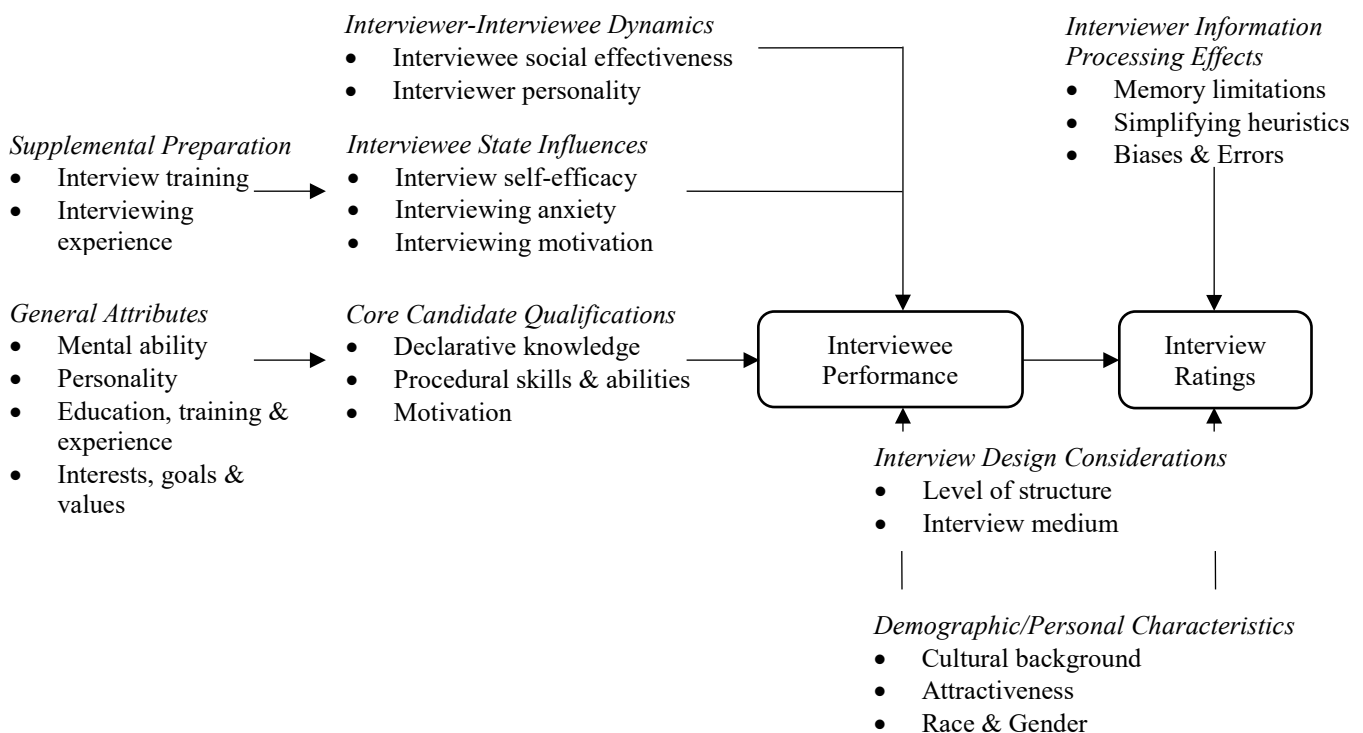 Interviewer-Interviewee Dynamics
• Interviewee social effectiveness
• Interviewer personality
Interviewer Information
Processing Effects
• Memory limitations
• Simplifying heuristics
• Biases & Errors
Supplemental Preparation
• Interview training
• Interviewing
experience
Interviewee State Influences
• Interview self-efficacy
• Interviewing anxiety
• Interviewing motivation
General Attributes
• Mental ability
• Personality
• Education, training &
experience
• Interests, goals &
values
Core Candidate Qualifications
• Declarative knowledge
• Procedural skills & abilities
• Motivation
Interviewee
Performance
Interview
Ratings
Interview Design Considerations
• Level of structure
• Interview medium
Demographic/Personal Characteristics
• Cultural background
• Attractiveness
• Race & Gender